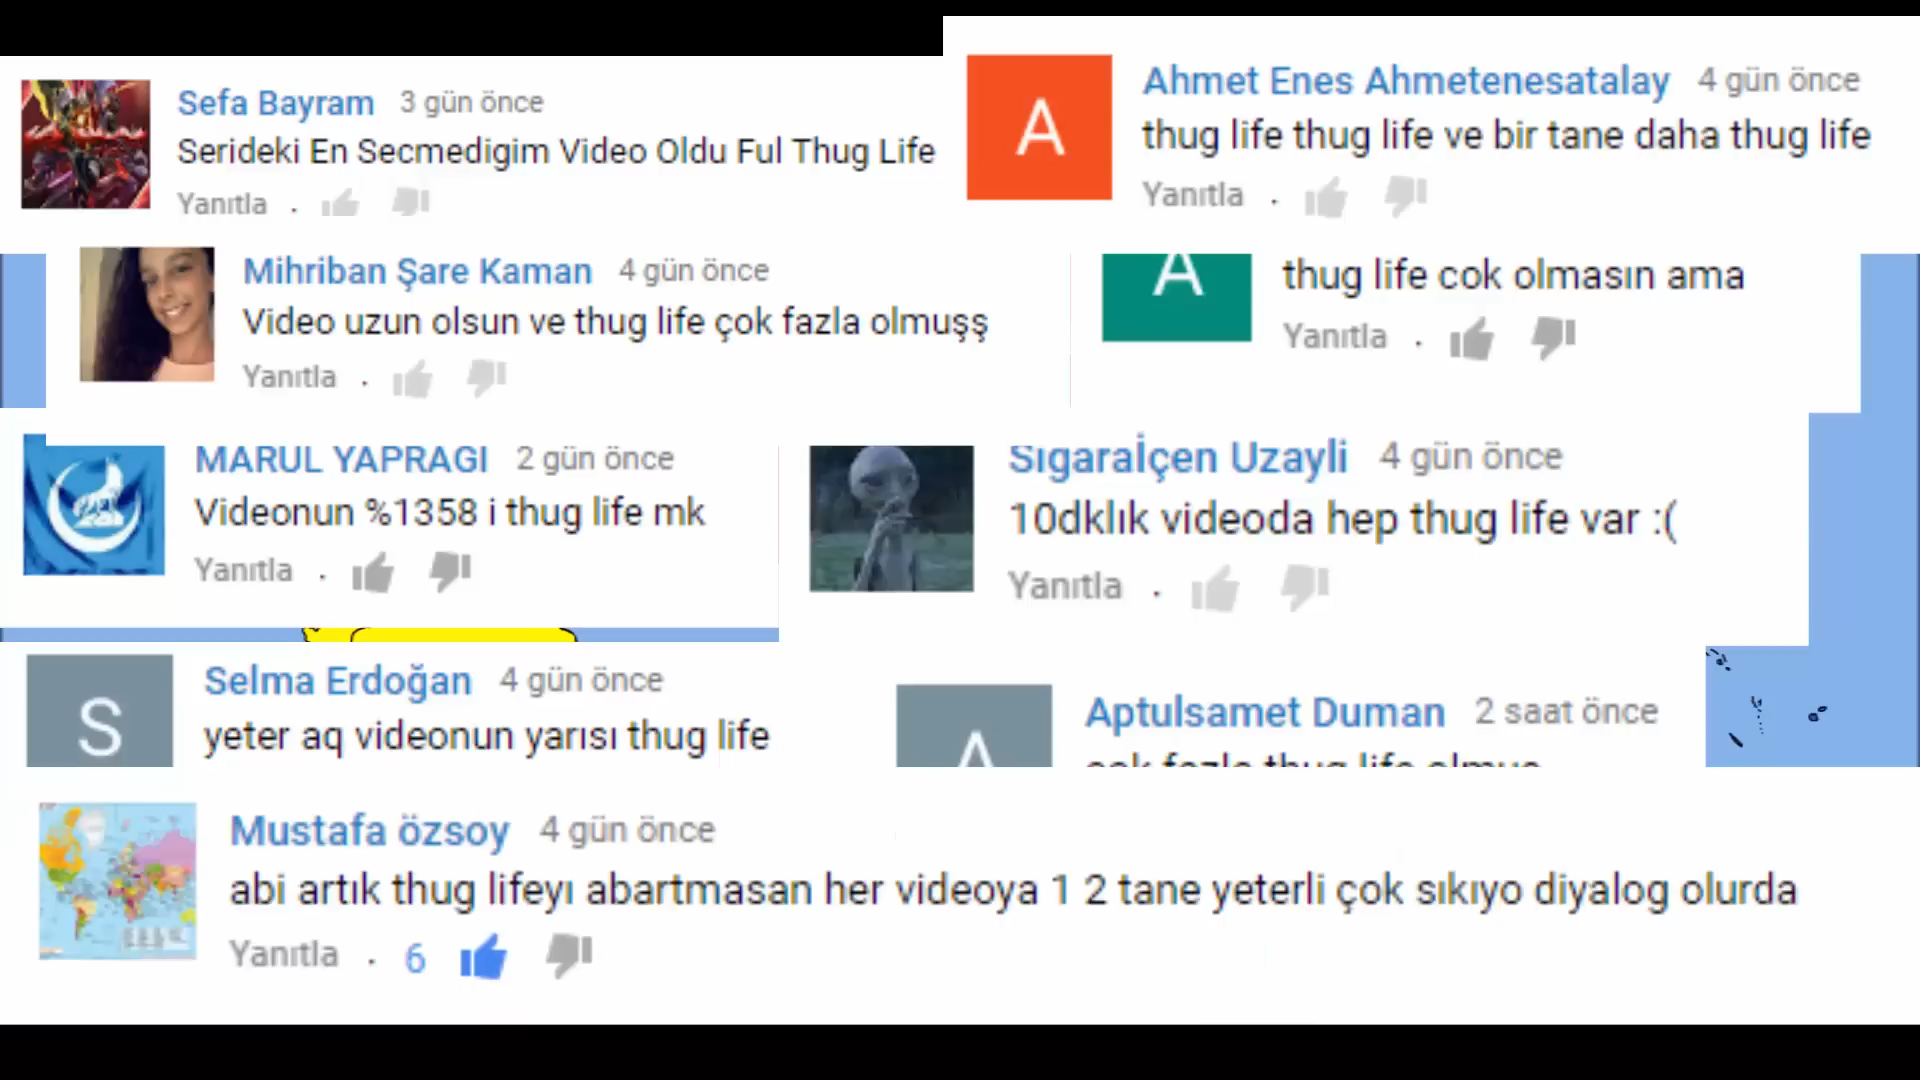 Sefa Bayram 3 gün önce
Serideki En Secmedigim Video Oldu Ful Thug Life
Yanıtla .
A
Ahmet Enes Ahmetenesatalay 4 gün önce
thug life thug life ve bir tane daha thug life
Yanıtla .
Mihriban Şare Kaman 4 gün önce
Video uzun olsun ve thug life çok fazla olmuşş
Yanıtla .
A
thug life cok olmasın ama
Yanıtla .
MARUL YAPRAGI 2 gün önce
Videonun %1358 i thug life mk
Yanıtla .
Sigaraİçen Uzayli 4 gün önce
10dklık videoda hep thug life var :(
Yanıtla .
S
Selma Erdoğan 4 gün önce
yeter aq videonun yarısı thug life
A
Aptulsamet Duman 2 saat önce
cok fazla thug life olmus
Mustafa özsoy 4 gün önce
abi artık thug lifeyı abartmasan her videoya 1 2 tane yeterli çok sıkıyo diyalog olurda
Yanıtla . 6